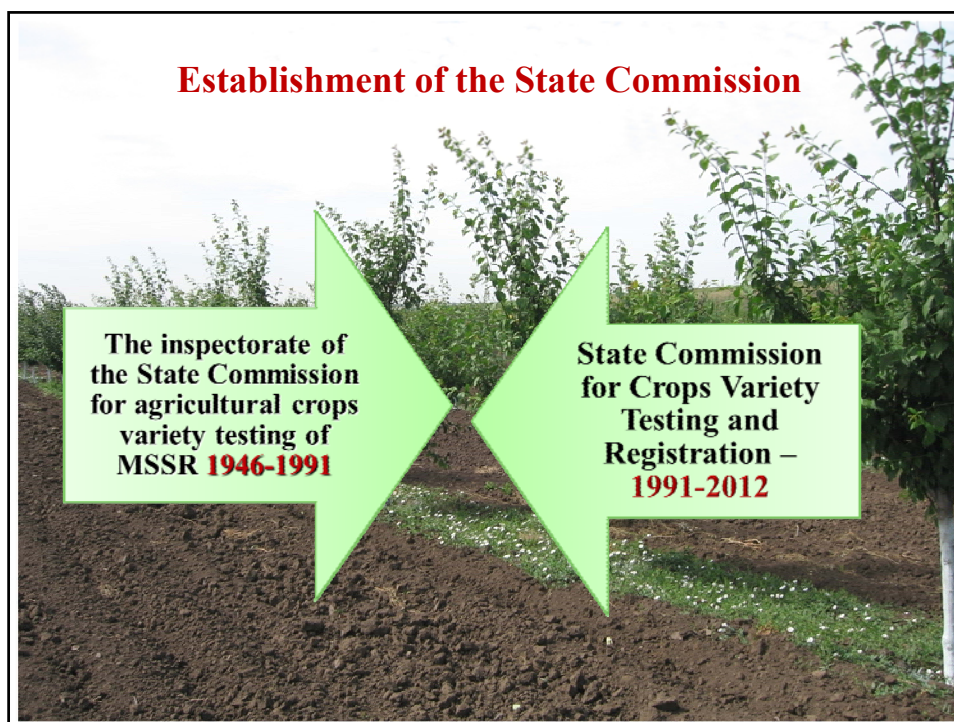 Establishment of the State Commission
The inspectorate of
the State Commission
for agricultural crops
variety testing of
MSSR 1946-1991
State Commission
for Crops Variety
Testing and
Registration –
1991-2012